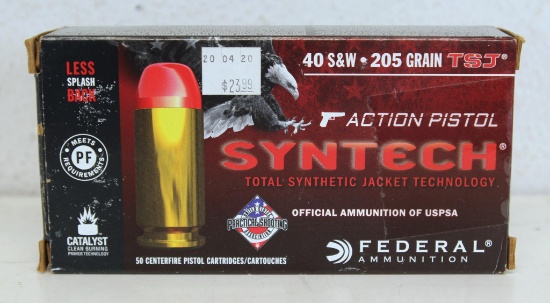 20 04 20
$23.99
LESS
SPLASH
BACK
40 S&W • 205 GRAIN TSJ®
MEETS
PF
REQUIREMENTS
ACTION PISTOL
SYNTECH®
TOTAL SYNTHETIC JACKET TECHNOLOGY
PRACTICAL SHOOTING
OFFICIAL AMMUNITION OF USPSA
CATALYST
CLEAN BURNING
PRIMER TECHNOLOGY
50 CENTERFIRE PISTOL CARTRIDGES/CARTOUCHES
FEDERAL®
AMMUNITION